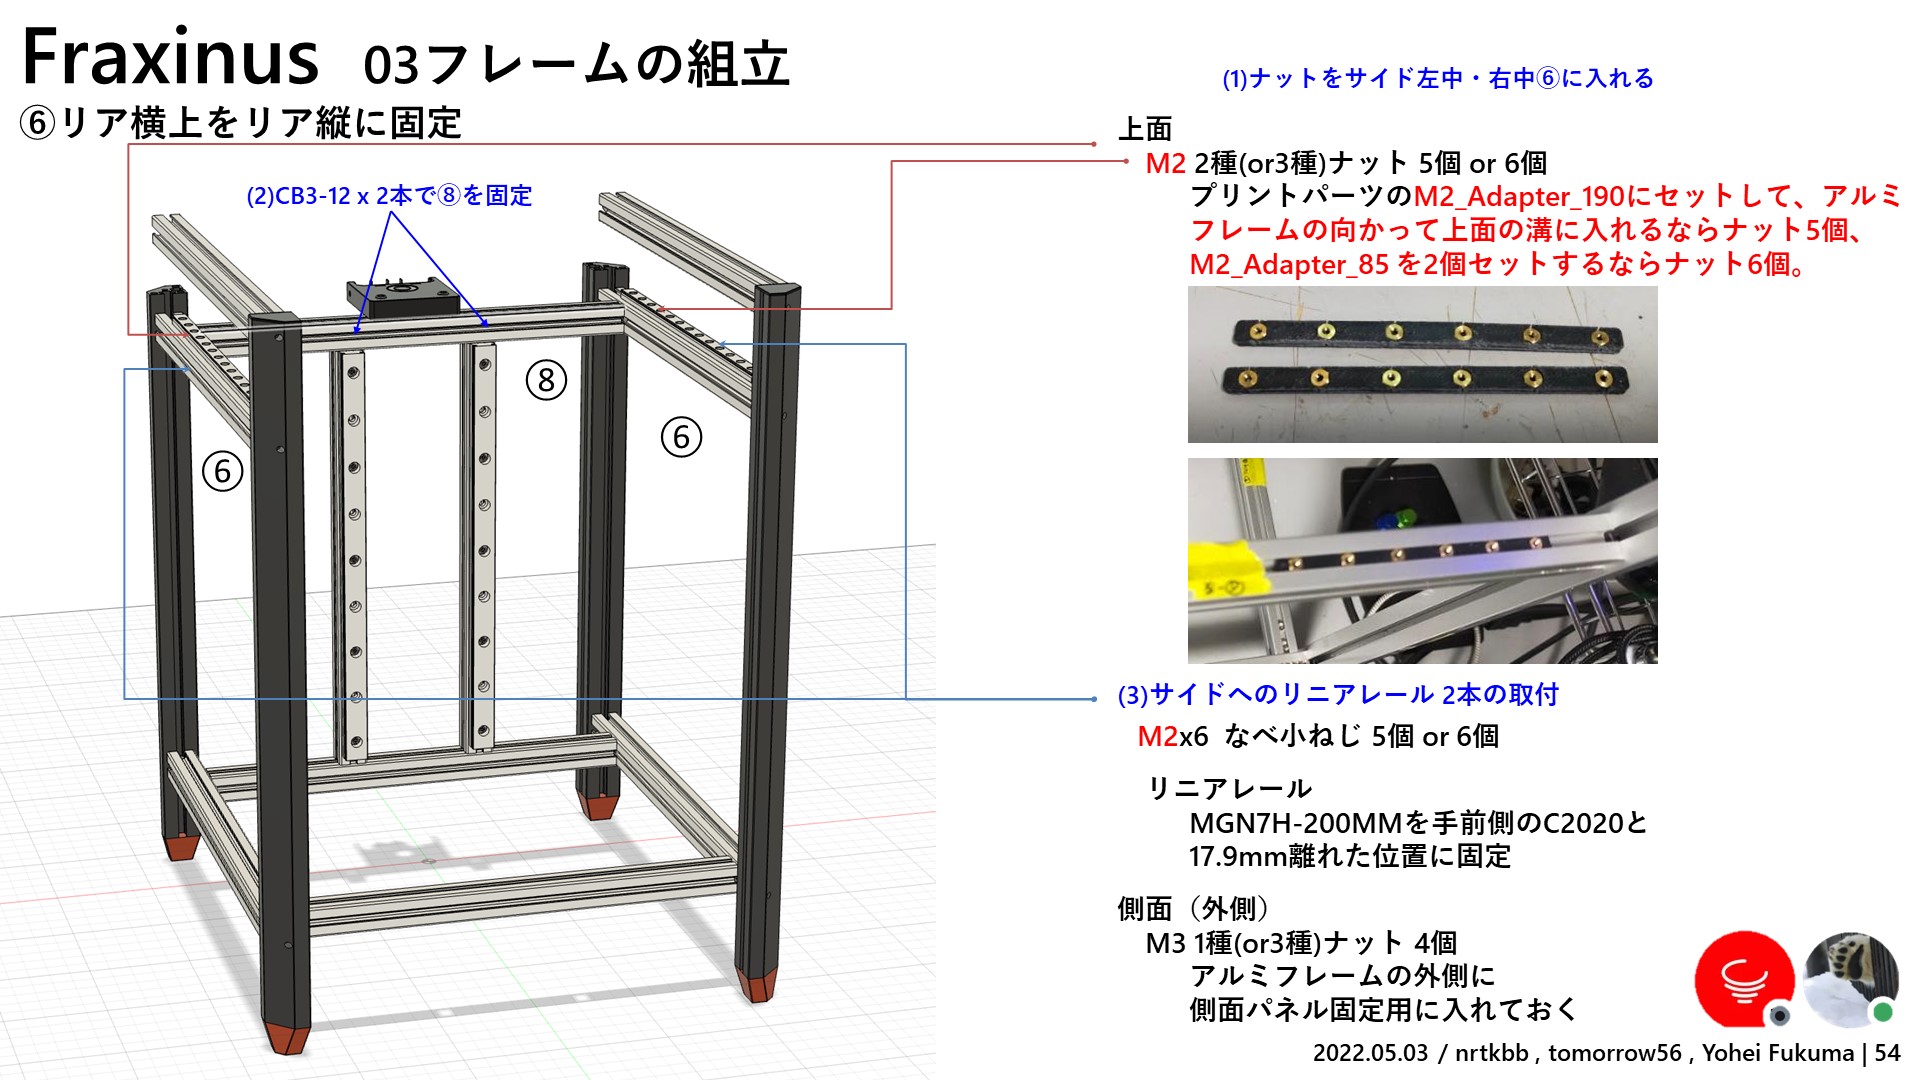 Fraxinus 03フレームの組立
⑥リア横上をリア縦に固定
(1)ナットをサイド左中・右中⑥に入れる
上面
M2 2種(or3種)ナット 5個 or 6個
プリントパーツのM2_Adapter_190にセットして、アルミ
フレームの向かって上面の溝に入れるならナット5個、
M2_Adapter_85 を2個セットするならナット6個。
(2)CB3-12 x 2本で⑧を固定
⑧
⑥
⑥
(3)サイドへのリニアレール 2本の取付
M2x6 なべ小ねじ 5個 or 6個
リニアレール
MGN7H-200MMを手前側のC2020と
17.9mm離れた位置に固定
側面（外側）
M3 1種(or3種)ナット 4個
アルミフレームの外側に
側面パネル固定用に入れておく
2022.05.03 / nrtkbb , tomorrow56 , Yohei Fukuma | 54